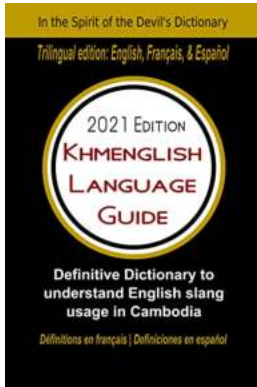 In the Spirit of the Devil's Dictionary
Trilingual edition: English, Français, & Español
2021 Edition
Khmenglish
Language
Guide
Definitive Dictionary to
understand English slang
usage in Cambodia
Définitions en français | Definiciones en español